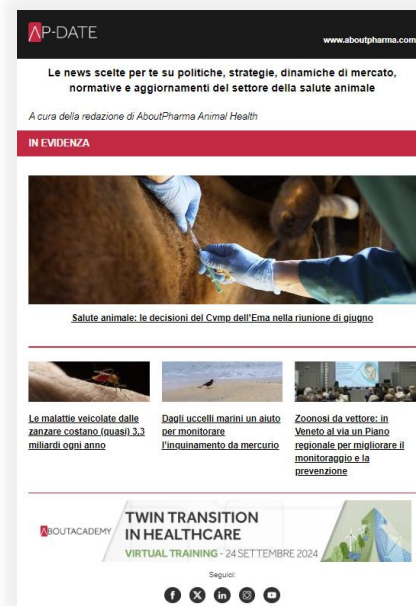 AP-DATE
www.aboutpharma.com
Le news scelte per te su politiche, strategie, dinamiche di mercato,
normative e aggiornamenti del settore della salute animale
A cura della redazione di AboutPharma Animal Health
IN EVIDENZA
Salute animale: le decisioni del Cvmp dell'Ema nella riunione di giugno
Le malattie veicolate dalle
zanzare costano (quasi) 3,3
miliardi ogni anno
Dagli uccelli marini un aiuto
per monitorare
l'inquinamento da mercurio
Zoonosi da vettore: in
Veneto al via un Piano
regionale per migliorare il
monitoraggio e la
prevenzione
ABOUTACADEMY
TWIN TRANSITION
IN HEALTHCARE
VIRTUAL TRAINING - 24 SETTEMBRE 2024
Seguici: